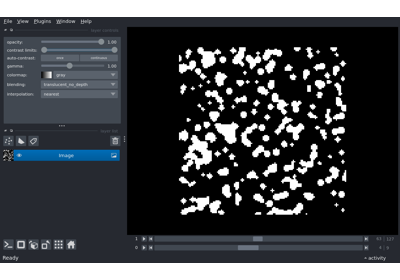 File View Plugins Window Help
opacity: 1.00
contrast limits:
auto-contrast: once continuous
gamma: 1.00
colormap: gray
blending: translucent_no_depth
interpolation: nearest
Image
1
0
Ready
activity